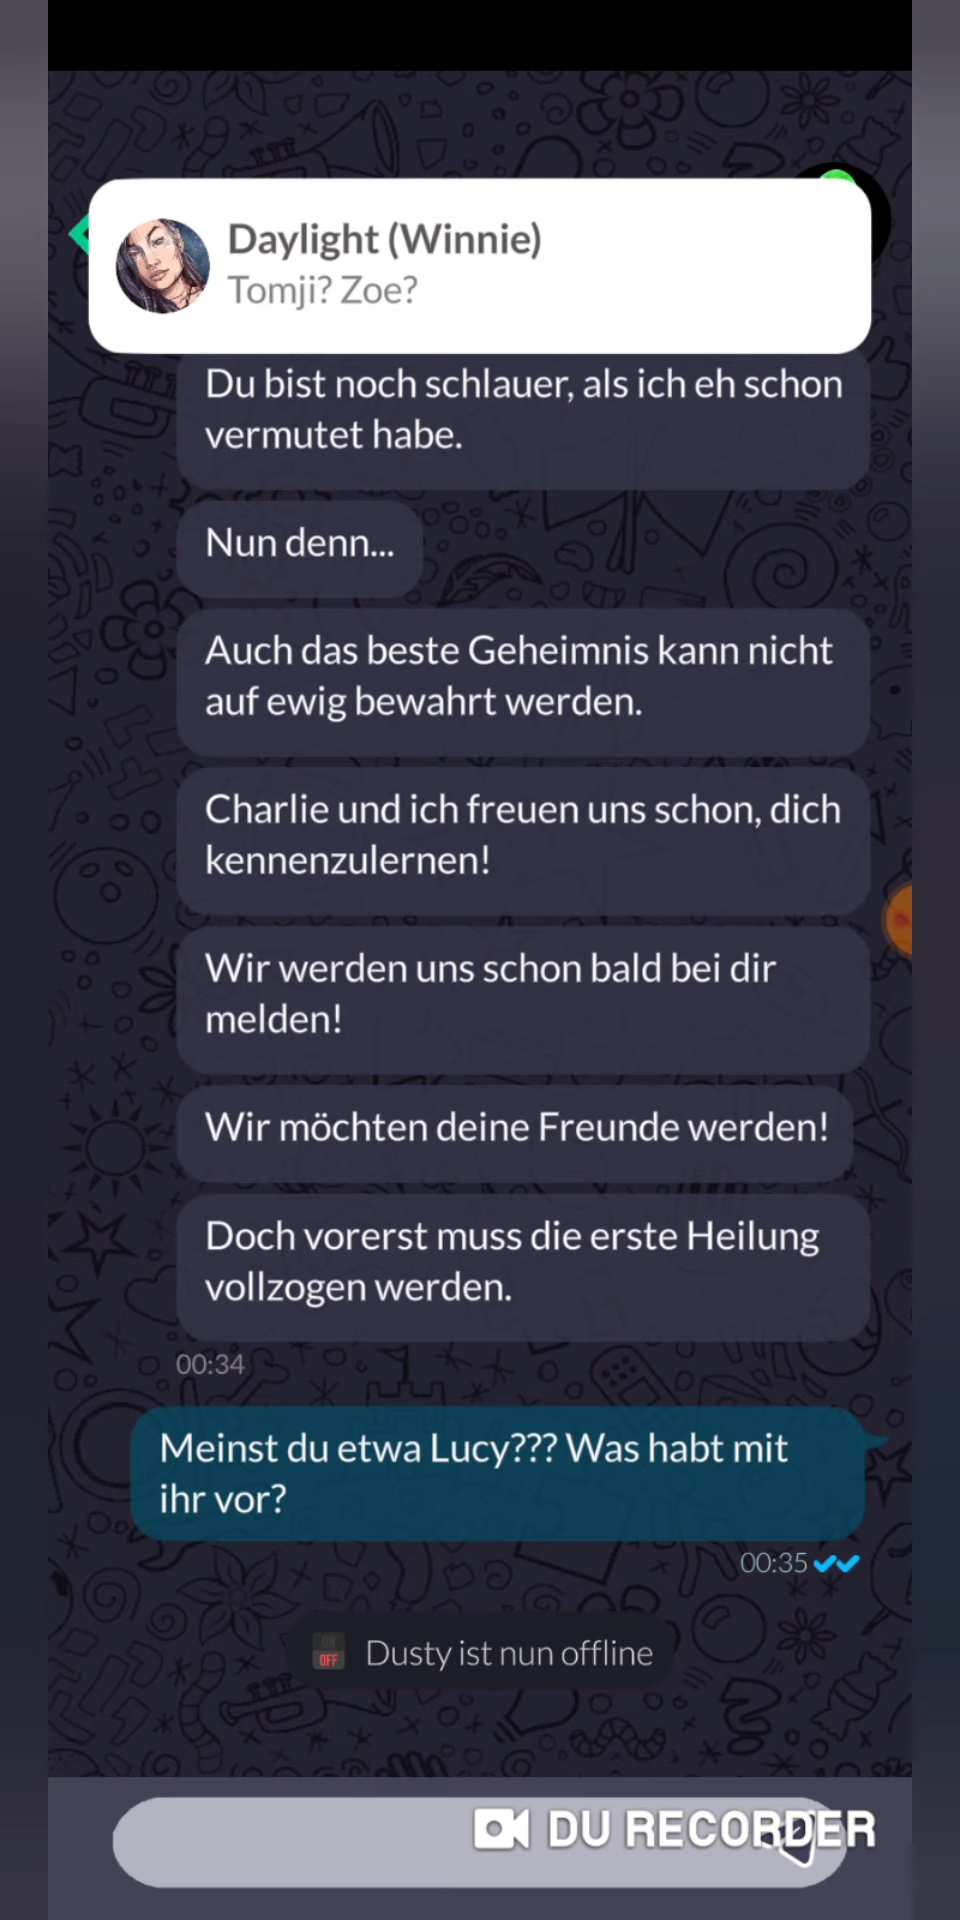 Daylight (Winnie)
Tomji? Zoe?
Du bist noch schlauer, als ich eh schon
vermutet habe.
Nun denn...
Auch das beste Geheimnis kann nicht
auf ewig bewahrt werden.
Charlie und ich freuen uns schon, dich
kennenzulernen!
Wir werden uns schon bald bei dir
melden!
Wir möchten deine Freunde werden!
Doch vorerst muss die erste Heilung
vollzogen werden.
00:34
Meinst du etwa Lucy??? Was habt mit
ihr vor?
00:35
ON
OFF
Dusty ist nun offline
DU RECORDER